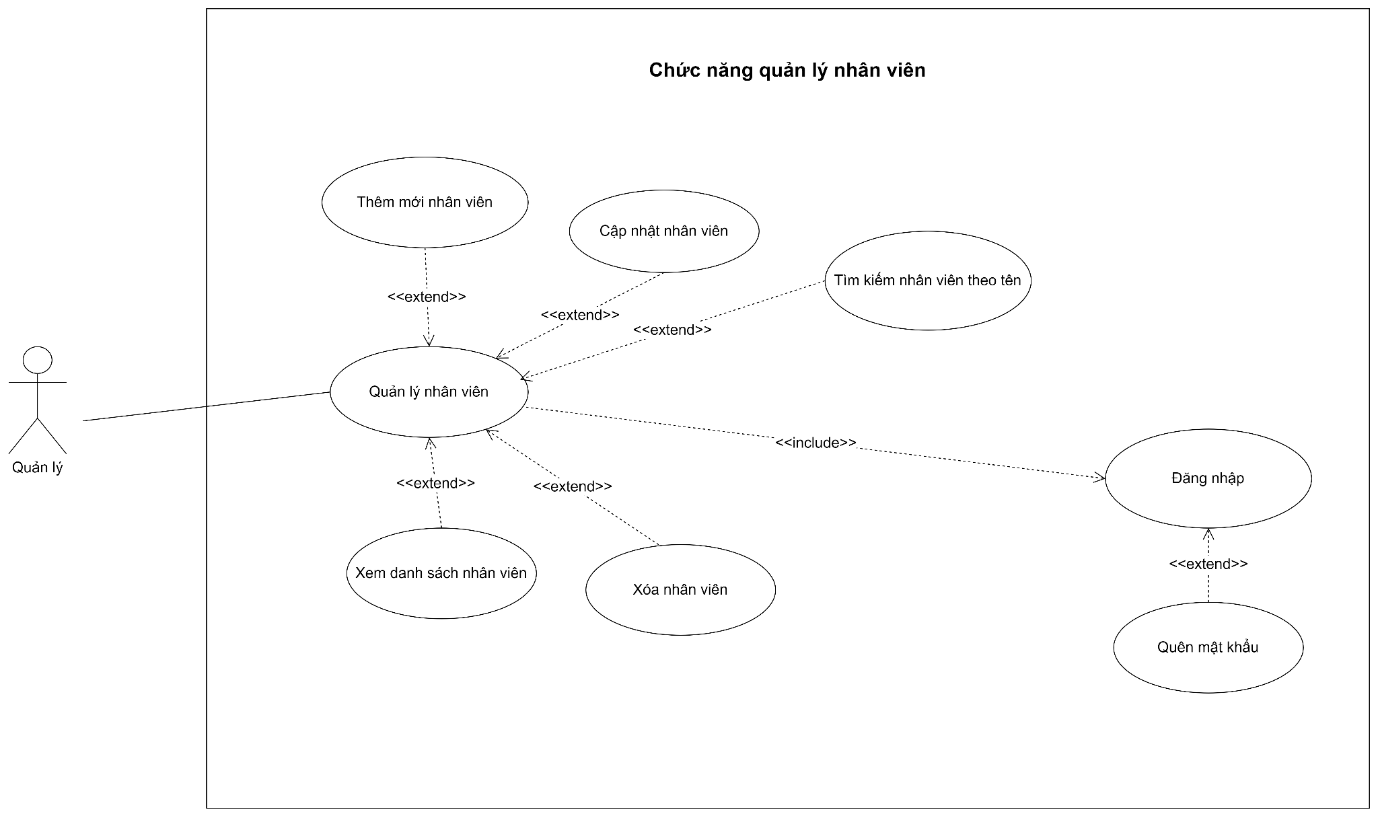 Chức năng quản lý nhân viên
Thêm mới nhân viên
Cập nhật nhân viên
Tìm kiếm nhân viên theo tên
<<extend>>
<<extend>>
<<extend>>
Quản lý nhân viên
Quản lý
<<include>>
Đăng nhập
<<extend>>
<<extend>>
<<extend>>
Xem danh sách nhân viên
Xóa nhân viên
Quên mật khẩu